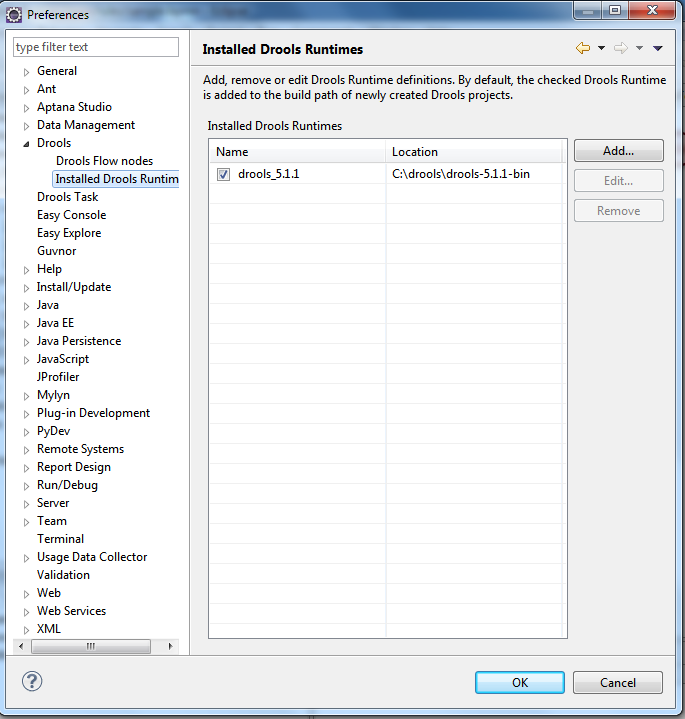 Preferences
type filter text
General
Ant
Aptana Studio
Data Management
Drools
Drools Flow nodes
Installed Drools Runtim
Drools Task
Easy Console
Easy Explore
Guvnor
Help
Install/Update
Java
Java EE
Java Persistence
JavaScript
JProfiler
Mylyn
Plug-in Development
PyDev
Remote Systems
Report Design
Run/Debug
Server
Team
Terminal
Usage Data Collector
Validation
Web
Web Services
XML
Installed Drools Runtimes
Add, remove or edit Drools Runtime definitions. By default, the checked Drools Runtime
is added to the build path of newly created Drools projects.
Installed Drools Runtimes
Name Location
drools_5.1.1 C:\drools\drools-5.1.1-bin
Add...
Edit...
Remove
?
OK Cancel